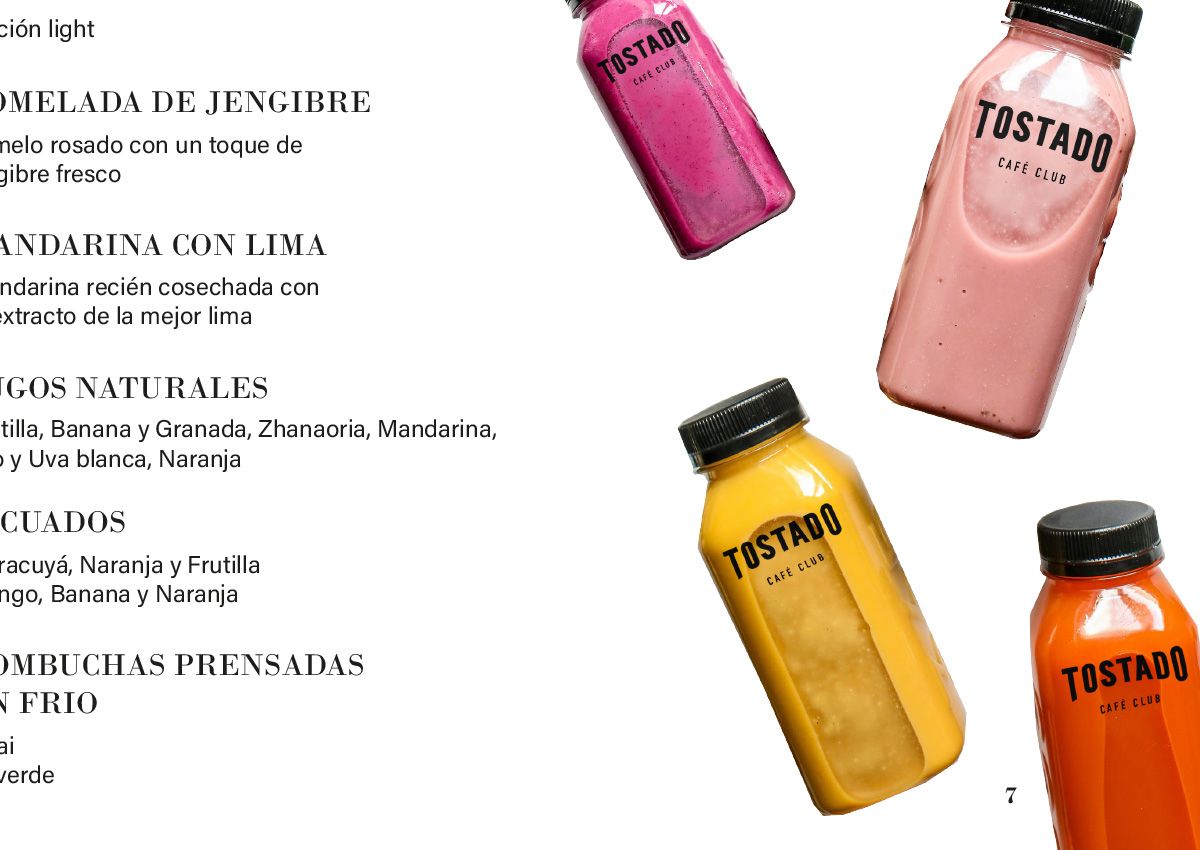 ción light
OMELADA DE JENGIBRE
melo rosado con un toque de
gibre fresco
ANDARINA CON LIMA
ndarina recién cosechada con
extracto de la mejor lima
UGOS NATURALES
tilla, Banana y Granada, Zhanaoria, Mandarina,
o y Uva blanca, Naranja
CUADOS
racuyá, Naranja y Frutilla
ngo, Banana y Naranja
OMBUCHAS PRENSADAS
N FRIO
ai
verde
TOSTADO
CAFÉ CLUB
TOSTADO
CAFÉ CLUB
TOSTADO
CAFÉ CLUB
TOSTADO
CAFÉ CLUB
7